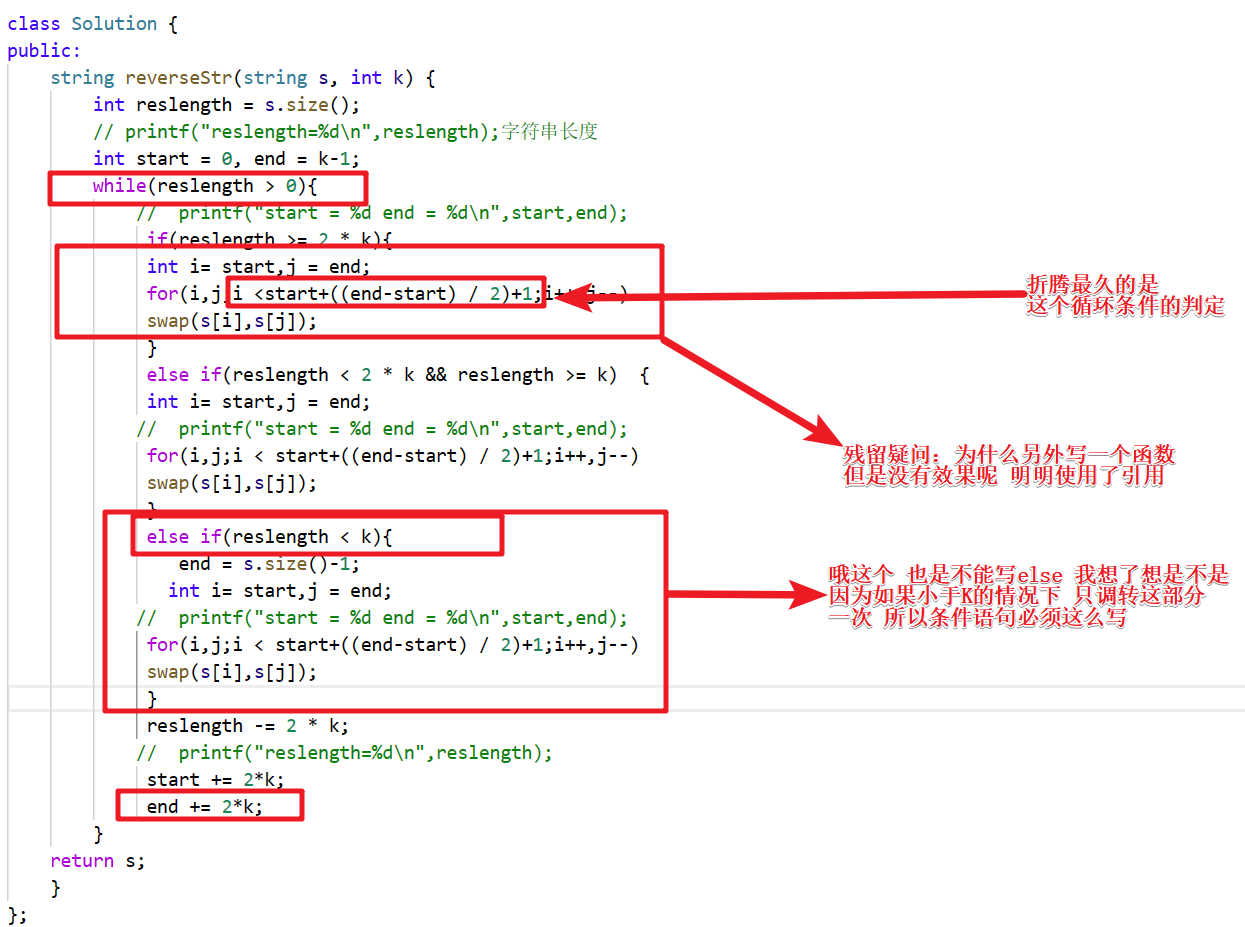 class Solution {
public:
string reverseStr(string s, int k) {
int reslength = s.size();
// printf("reslength=%d\n",reslength);字符串长度
int start = 0, end = k-1;
while(reslength > 0){
// printf("start = %d end = %d\n",start,end);
if(reslength >= 2 * k){
int i= start,j = end;
for(i,j;i <start+((end-start) / 2)+1;i++,j--)
折腾最久的是
这个循环条件的判定
swap(s[i],s[j]);
}
else if(reslength < 2 * k && reslength >= k) {
int i= start,j = end;
// printf("start = %d end = %d\n",start,end);
for(i,j;i < start+((end-start) / 2)+1;i++,j--)
残留疑问：为什么另外写一个函数
但是没有效果呢 明明使用了引用
swap(s[i],s[j]);
}
else if(reslength < k){
end = s.size()-1;
int i= start,j = end;
哦这个 也是不能写else 我想了想是不是
因为如果小于K的情况下 只调转这部分
一次 所以条件语句必须这么写
// printf("start = %d end = %d\n",start,end);
for(i,j;i < start+((end-start) / 2)+1;i++,j--)
swap(s[i],s[j]);
}
reslength -= 2 * k;
// printf("reslength=%d\n",reslength);
start += 2*k;
end += 2*k;
}
return s;
}
};